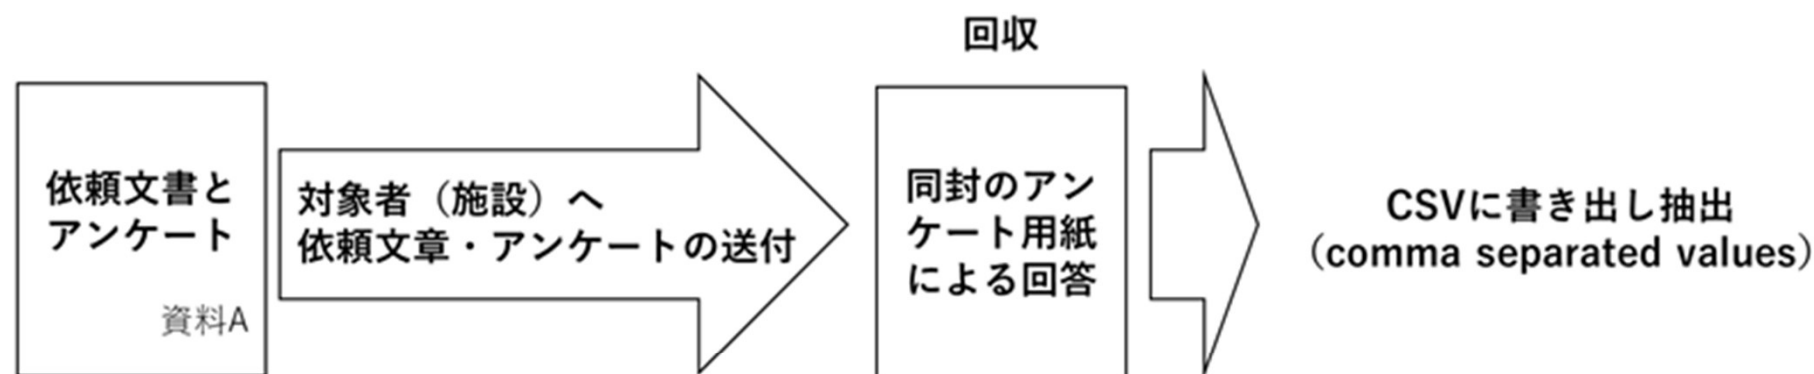 回収
依頼文書と
アンケート
資料A
対象者（施設）へ
依頼文章・アンケートの送付
同封のアン
ケート用紙
による回答
CSVに書き出し抽出
（comma separated values）